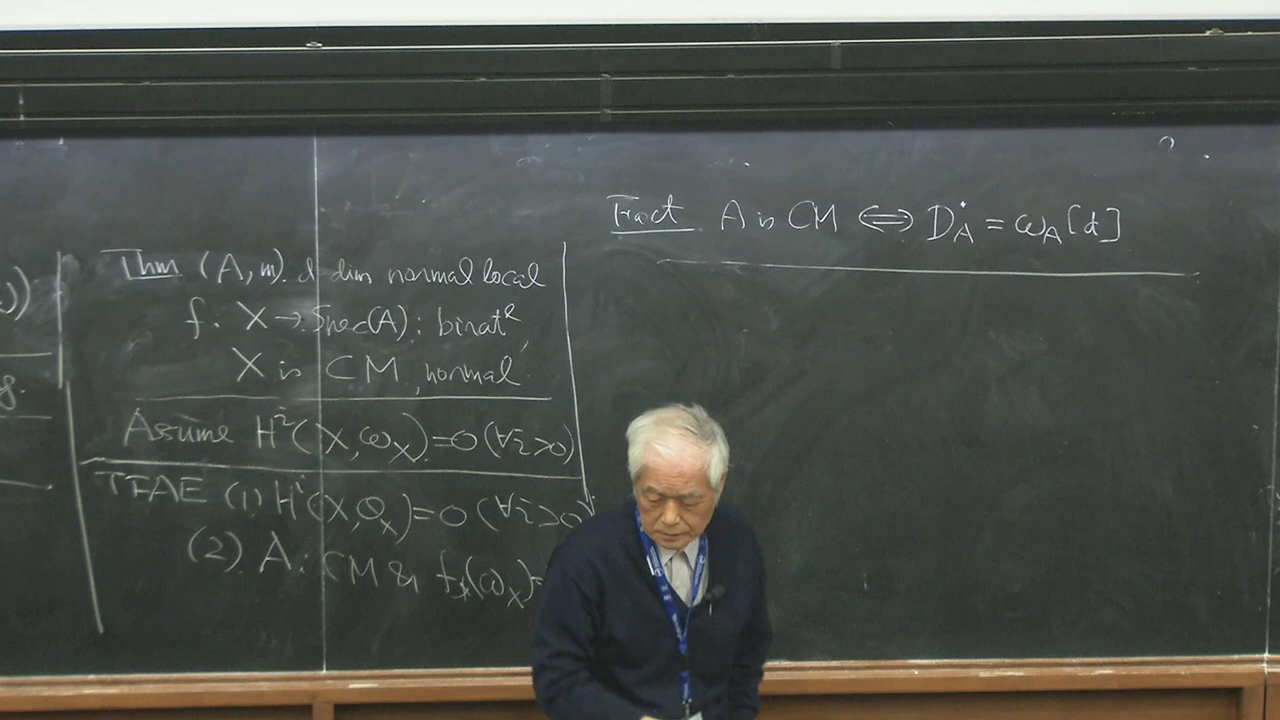 Thm (A, m). d dim normal local
f. X → Spec(A) : birat
X is CM, normal
Assume H^i(X, ω_X) = 0 (∀i > 0)
TFAE (1) H^i(X, O_X) = 0 (∀i > 0)
(2). A : CM & f_*(ω_X) =
Fact A is CM ⟺ D_A^• = ω_A[d]